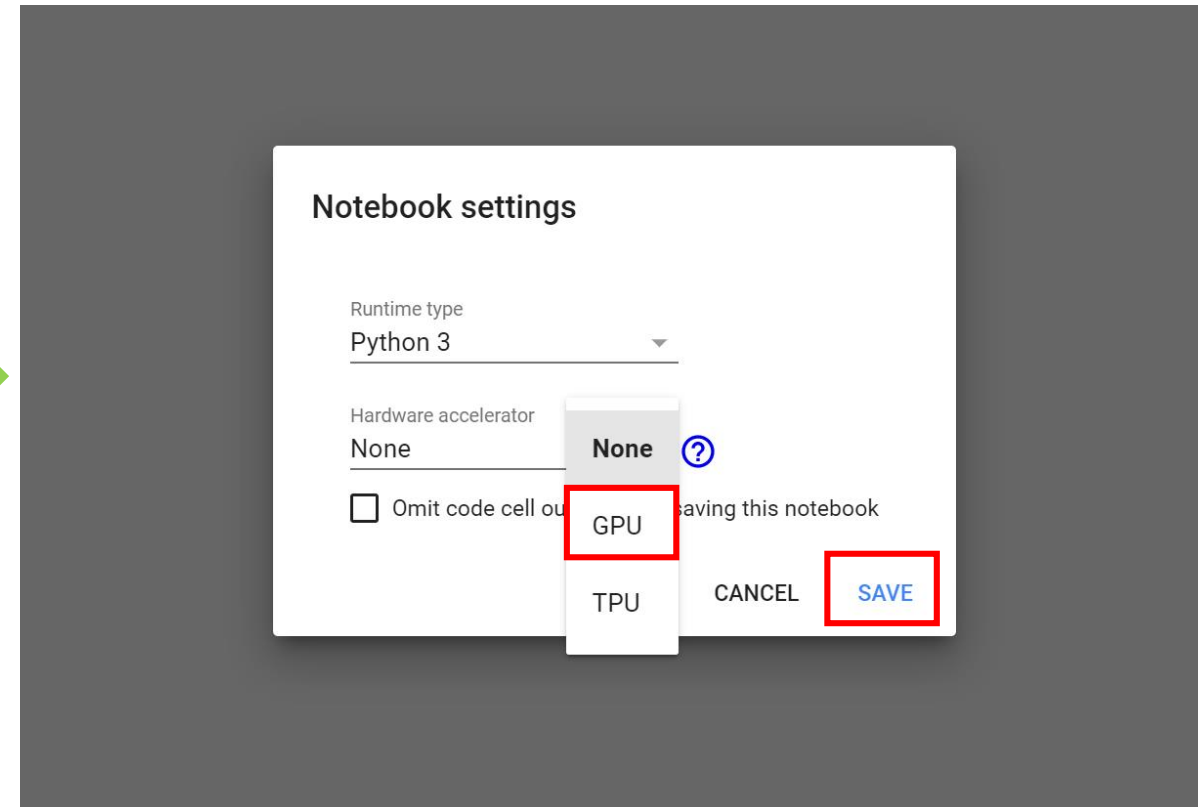 Notebook settings
Runtime type
Python 3
Hardware accelerator
None
None
?
Omit code cell ou saving this notebook
GPU
TPU
CANCEL SAVE